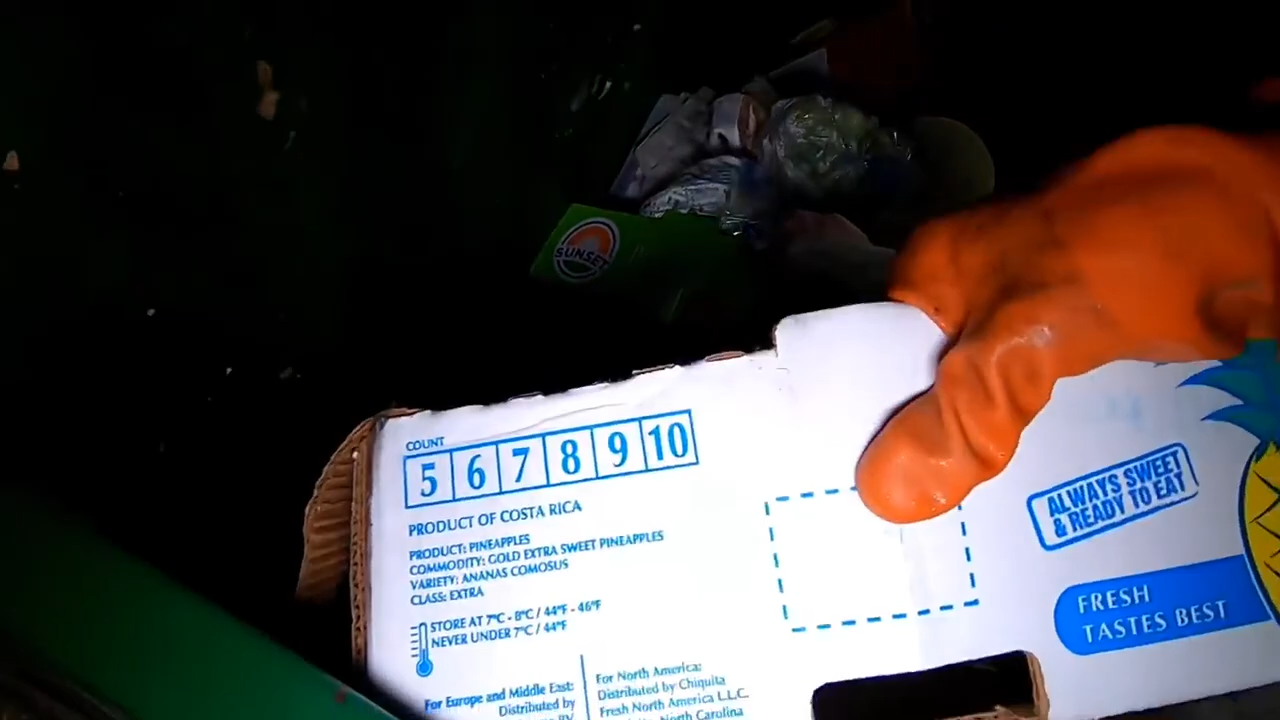 SUNSET
COUNT
5 6 7 8 9 10
PRODUCT OF COSTA RICA
PRODUCT: PINEAPPLES
COMMODITY: GOLD EXTRA SWEET PINEAPPLES
VARIETY: ANANAS COMOSUS
CLASS: EXTRA
STORE AT 7°C - 8°C / 44°F - 46°F
NEVER UNDER 7°C / 44°F
For Europe and Middle East:
Distributed by
For North America:
Distributed by Chiquita
Fresh North America L.L.C.
North Carolina
ALWAYS SWEET
& READY TO EAT
FRESH
TASTES BEST